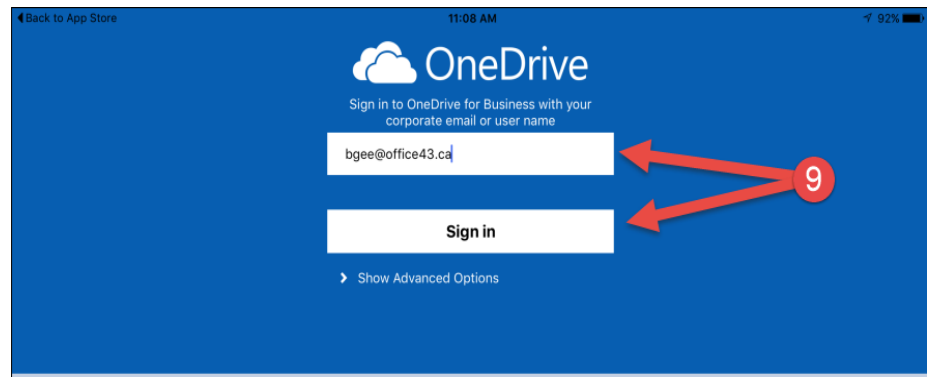 Back to App Store 11:08 AM 92%
OneDrive
Sign in to OneDrive for Business with your
corporate email or user name
bgee@office43.ca
9
Sign in
Show Advanced Options